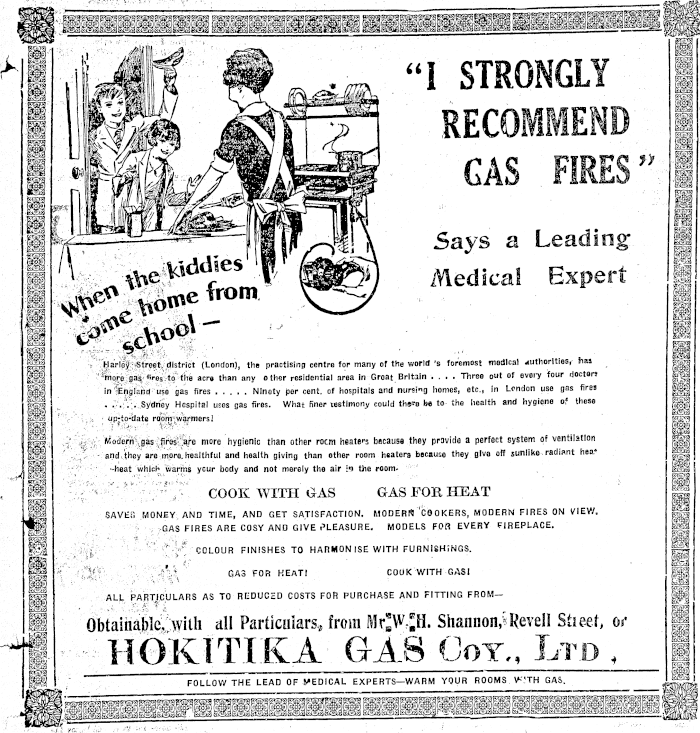 "I STRONGLY
RECOMMEND
GAS FIRES"
Says a Leading
Medical Expert
When the kiddies
come home from
school —
Harley Street district (London), the practising centre for many of the world 's foremost medical authorities, has
more gas fires to the acre than any other residential area in Great Britain . . . . Three out of every four doctors
in England use gas fires . . . . . Ninety per cent. of hospitals and nursing homes, etc., in London use gas fires
. . . . . Sydney Hospital uses gas fires. What finer testimony could there be to the health and hygiene of these
up-to-date room warmers!
Modern gas fires are more hygienic than other room heaters because they provide a perfect system of ventilation
and they are more healthful and health giving than other room heaters because they give off sunlike radiant heat
—heat which warms your body and not merely the air in the room.
COOK WITH GAS GAS FOR HEAT
SAVES MONEY AND TIME, AND GET SATISFACTION. MODERN COOKERS, MODERN FIRES ON VIEW.
GAS FIRES ARE COSY AND GIVE PLEASURE. MODELS FOR EVERY FIREPLACE.
COLOUR FINISHES TO HARMONISE WITH FURNISHINGS.
GAS FOR HEAT! COOK WITH GAS!
ALL PARTICULARS AS TO REDUCED COSTS FOR PURCHASE AND FITTING FROM—
Obtainable, with all Particulars, from Mr. W. H. Shannon, Revell Street, or
HOKITIKA GAS COY., LTD.
FOLLOW THE LEAD OF MEDICAL EXPERTS—WARM YOUR ROOMS WITH GAS.